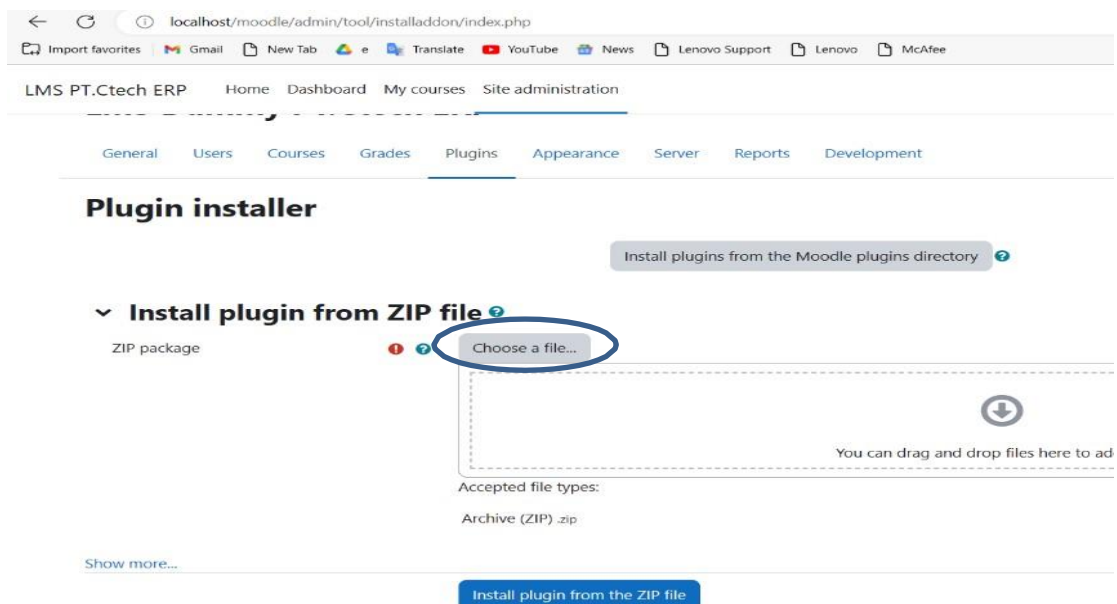 localhost/moodle/admin/tool/installaddon/index.php
Import favorites Gmail New Tab e Translate YouTube News Lenovo Support Lenovo McAfee
LMS PT.Ctech ERP Home Dashboard My courses Site administration
General Users Courses Grades Plugins Appearance Server Reports Development
Plugin installer
Install plugins from the Moodle plugins directory
Install plugin from ZIP file
ZIP package Choose a file...
You can drag and drop files here to ad
Accepted file types:
Archive (ZIP) .zip
Show more...
Install plugin from the ZIP file